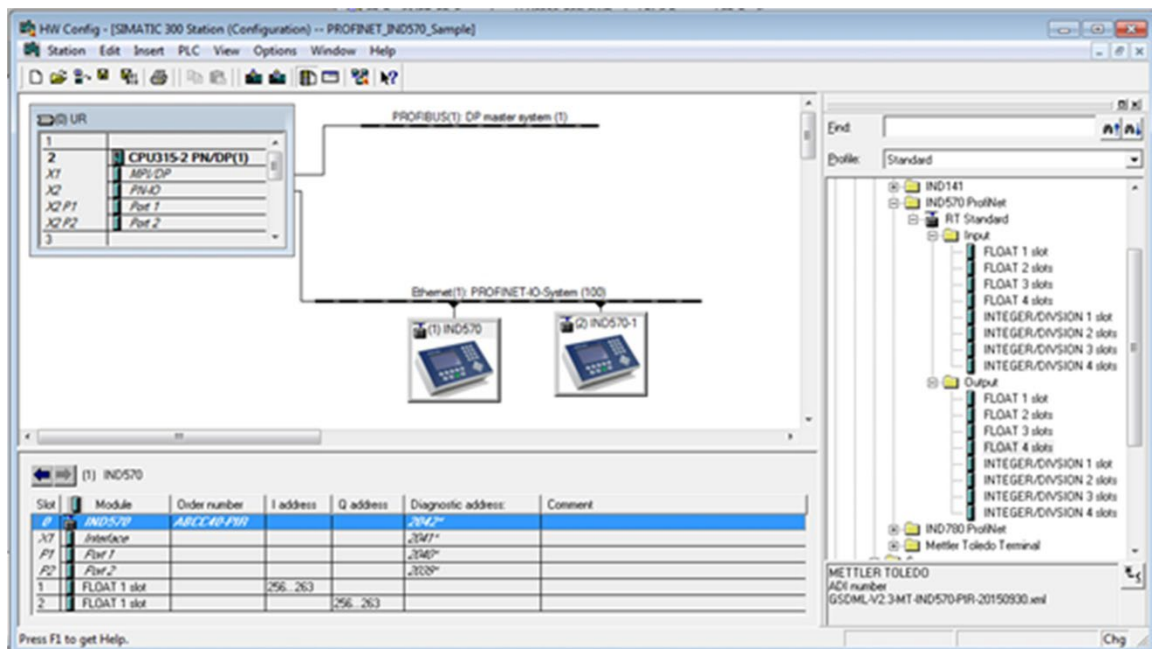 HW Config - [SIMATIC 300 Station (Configuration) -- PROFINET_IND570_Sample]
Station Edit Insert PLC View Options Window Help
(0) UR
1
2 CPU315-2 PN/DP(1)
X1 MPI/DP
X2 PN-IO
X2 P1 Port 1
X2 P2 Port 2
3
PROFIBUS(1): DP master system (1)
Ethernet(1): PROFINET-IO-System (100)
(1) IND570
(2) IND570-1
Find:
Profile: Standard
IND141
IND570 ProfiNet
RT Standard
Input
FLOAT 1 slot
FLOAT 2 slots
FLOAT 3 slots
FLOAT 4 slots
INTEGER/DIVSION 1 slot
INTEGER/DIVSION 2 slots
INTEGER/DIVSION 3 slots
INTEGER/DIVSION 4 slots
Output
FLOAT 1 slot
FLOAT 2 slots
FLOAT 3 slots
FLOAT 4 slots
INTEGER/DIVSION 1 slot
INTEGER/DIVSION 2 slots
INTEGER/DIVSION 3 slots
INTEGER/DIVSION 4 slots
IND780 ProfiNet
Mettler Toledo Terminal
METTLER TOLEDO
ADI number
GSDML-V2.3-MT-IND570-PIR-20150930.xml
(1) IND570
Slot Module Order number I address Q address Diagnostic address: Comment
0 IND570 ABCC40-PIR 2042*
X1 Interface 2041*
P1 Port 1 2040*
P2 Port 2 2039*
1 FLOAT 1 slot 256...263
2 FLOAT 1 slot 256...263
Press F1 to get Help.
Chg